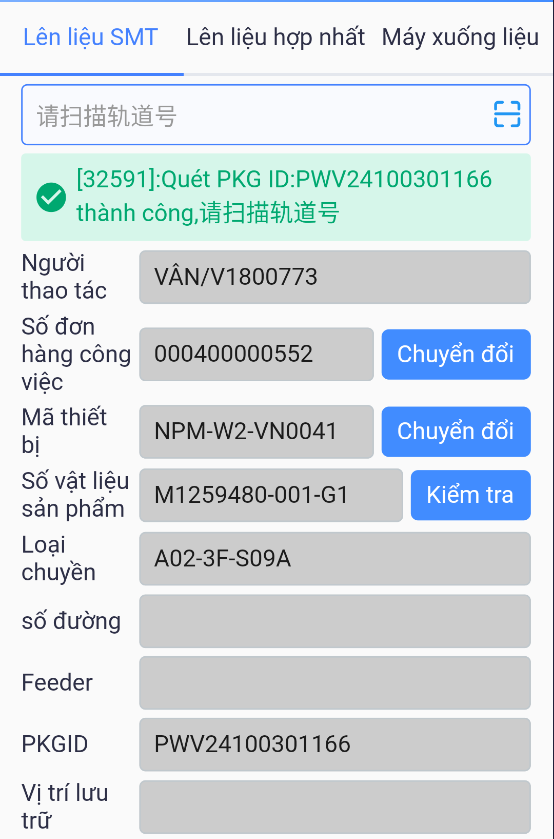 Lên liệu SMT Lên liệu hợp nhất Máy xuống liệu
请扫描轨道号
[32591]:Quét PKG ID:PWV24100301166
thành công,请扫描轨道号
Người
thao tác
VÂN/V1800773
Số đơn
hàng công
việc
000400000552
Chuyển đổi
Mã thiết
bị
NPM-W2-VN0041
Chuyển đổi
Số vật liệu
sản phẩm
M1259480-001-G1
Kiểm tra
Loại
chuyền
A02-3F-S09A
số đường
Feeder
PKGID
PWV24100301166
Vị trí lưu
trữ